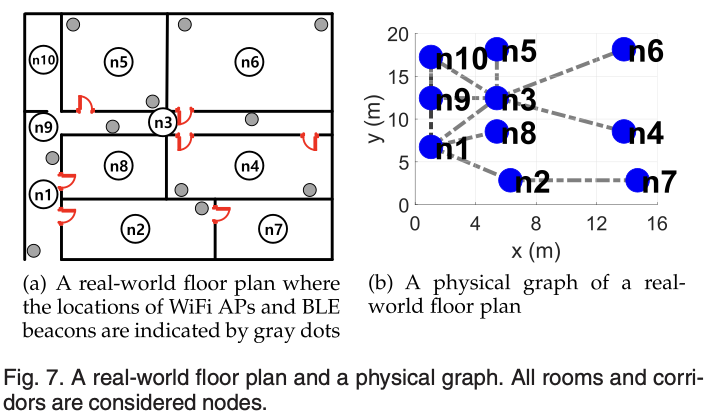 n10
n5
n6
n9
n3
n8
n4
n1
n2
n7
(a) A real-world floor plan where
the locations of WiFi APs and BLE
beacons are indicated by gray dots
20
15
10
5
0
y (m)
n10
n5
n6
n9
n3
n1
n8
n4
n2
n7
0
4
8
12
16
x (m)
(b) A physical graph of a real-
world floor plan
Fig. 7. A real-world floor plan and a physical graph. All rooms and corri-
dors are considered nodes.